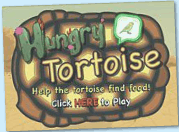 Hungry
Tortoise
Help the tortoise find food!
Click HERE to Play